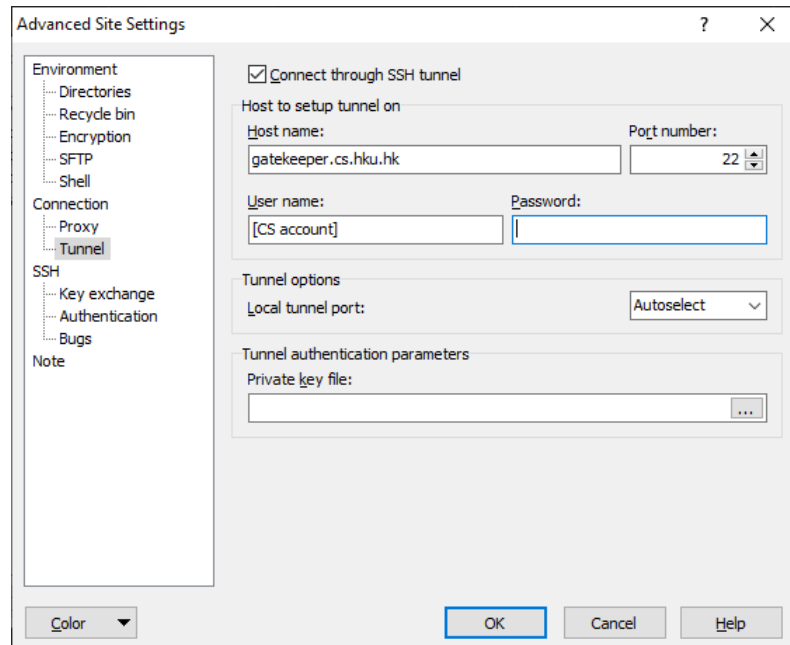 Advanced Site Settings
?
Environment
Directories
Recycle bin
Encryption
SFTP
Shell
Connection
Proxy
Tunnel
SSH
Key exchange
Authentication
Bugs
Note
Connect through SSH tunnel
Host to setup tunnel on
Host name:
Port number:
gatekeeper.cs.hku.hk
22
User name:
Password:
[CS account]
Tunnel options
Local tunnel port:
Autoselect
Tunnel authentication parameters
Private key file:
...
Color
OK
Cancel
Help